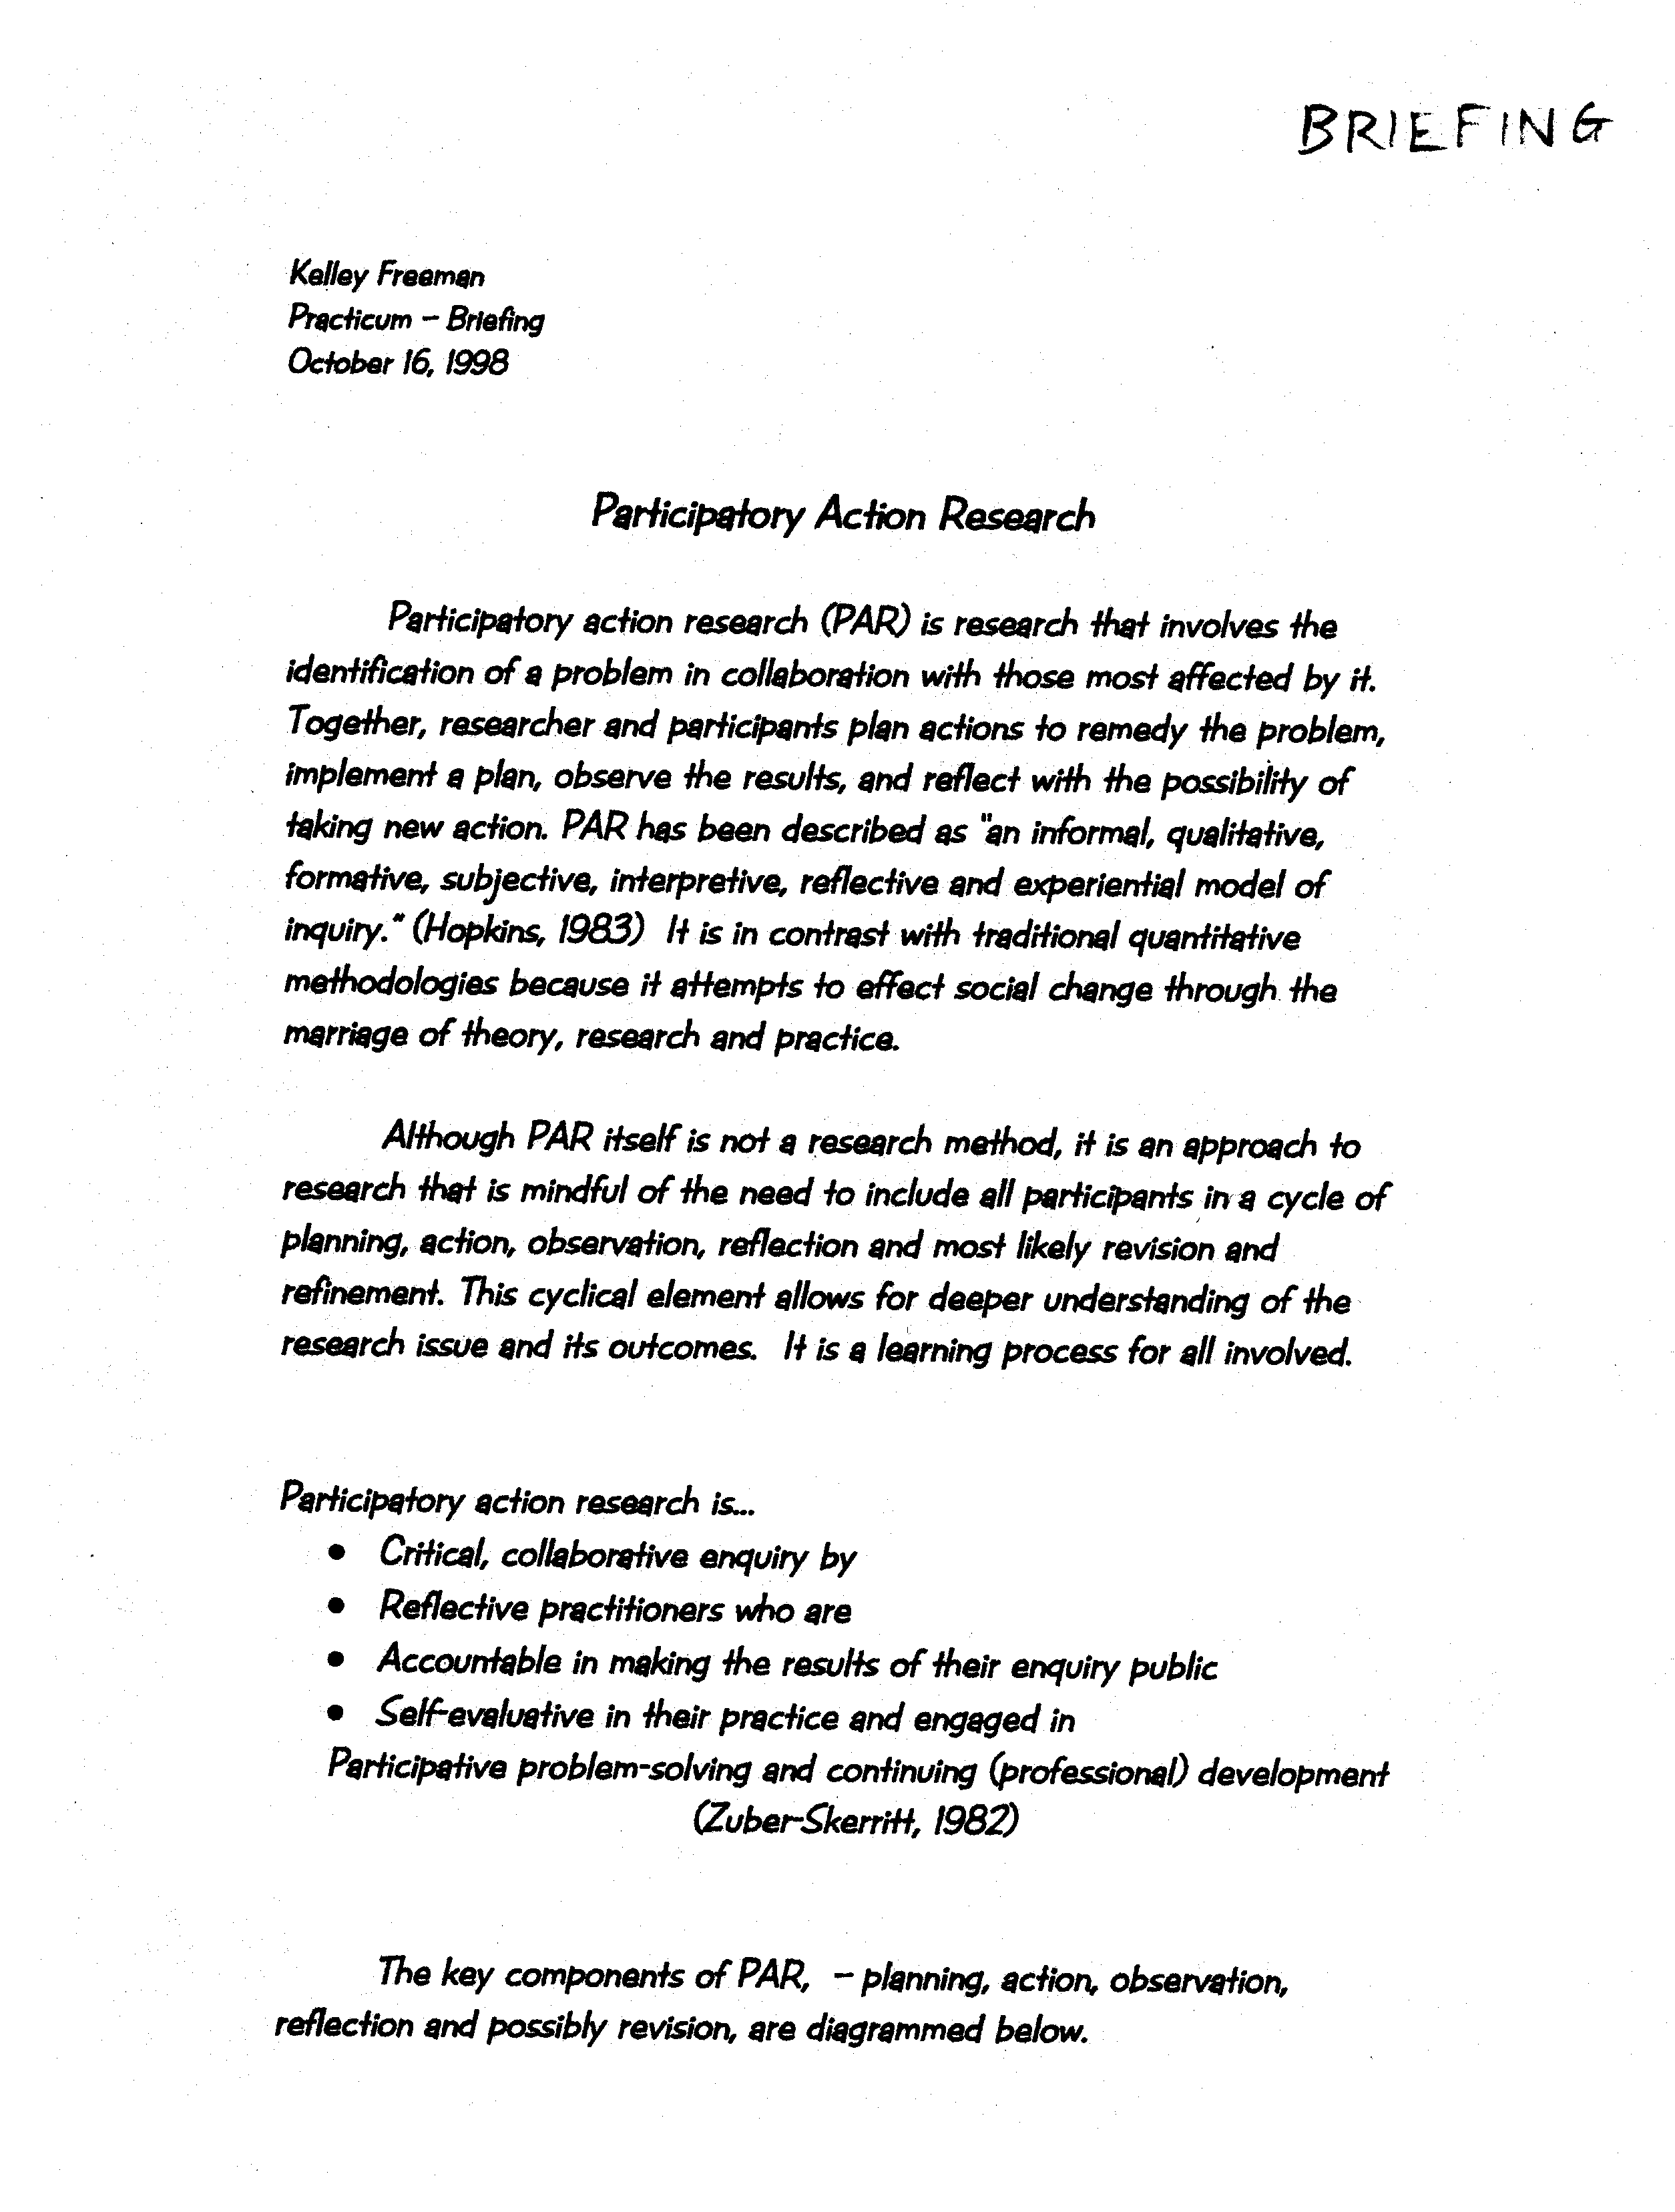 BRIEFING
Kelley Freeman
Practicum – Briefing
October 16, 1998
Participatory Action Research
Participatory action research (PAR) is research that involves the
identification of a problem in collaboration with those most affected by it.
Together, researcher and participants plan actions to remedy the problem,
implement a plan, observe the results, and reflect with the possibility of
taking new action. PAR has been described as "an informal, qualitative,
formative, subjective, interpretive, reflective and experiential model of
inquiry." (Hopkins, 1983)  It is in contrast with traditional quantitative
methodologies because it attempts to effect social change through the
marriage of theory, research and practice.
Although PAR itself is not a research method, it is an approach to
research that is mindful of the need to include all participants in a cycle of
planning, action, observation, reflection and most likely revision and
refinement. This cyclical element allows for deeper understanding of the
research issue and its outcomes.  It is a learning process for all involved.
Participatory action research is...
• Critical, collaborative enquiry by
• Reflective practitioners who are
• Accountable in making the results of their enquiry public
• Self-evaluative in their practice and engaged in
Participative problem-solving and continuing (professional) development
(Zuber-Skerritt, 1982)
The key components of PAR,  – planning, action, observation,
reflection and possibly revision, are diagrammed below.